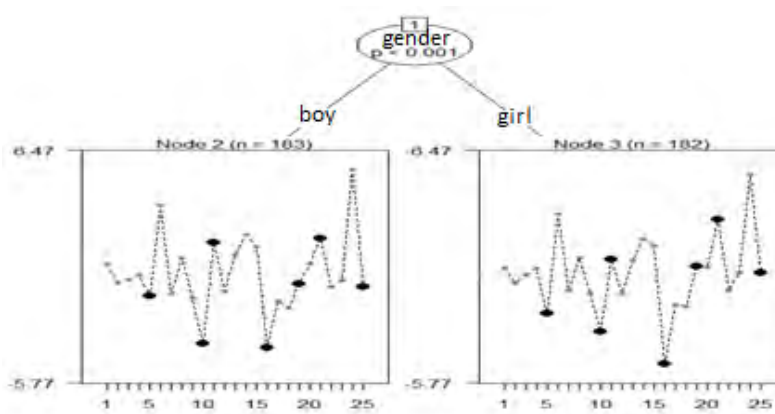 1
gender
p < 0.001
boy
girl
Node 2 (n = 163)
-6.47
-5.77
1 5 10 15 20 25
Node 3 (n = 182)
-6.47
-5.77
1 5 10 15 20 25